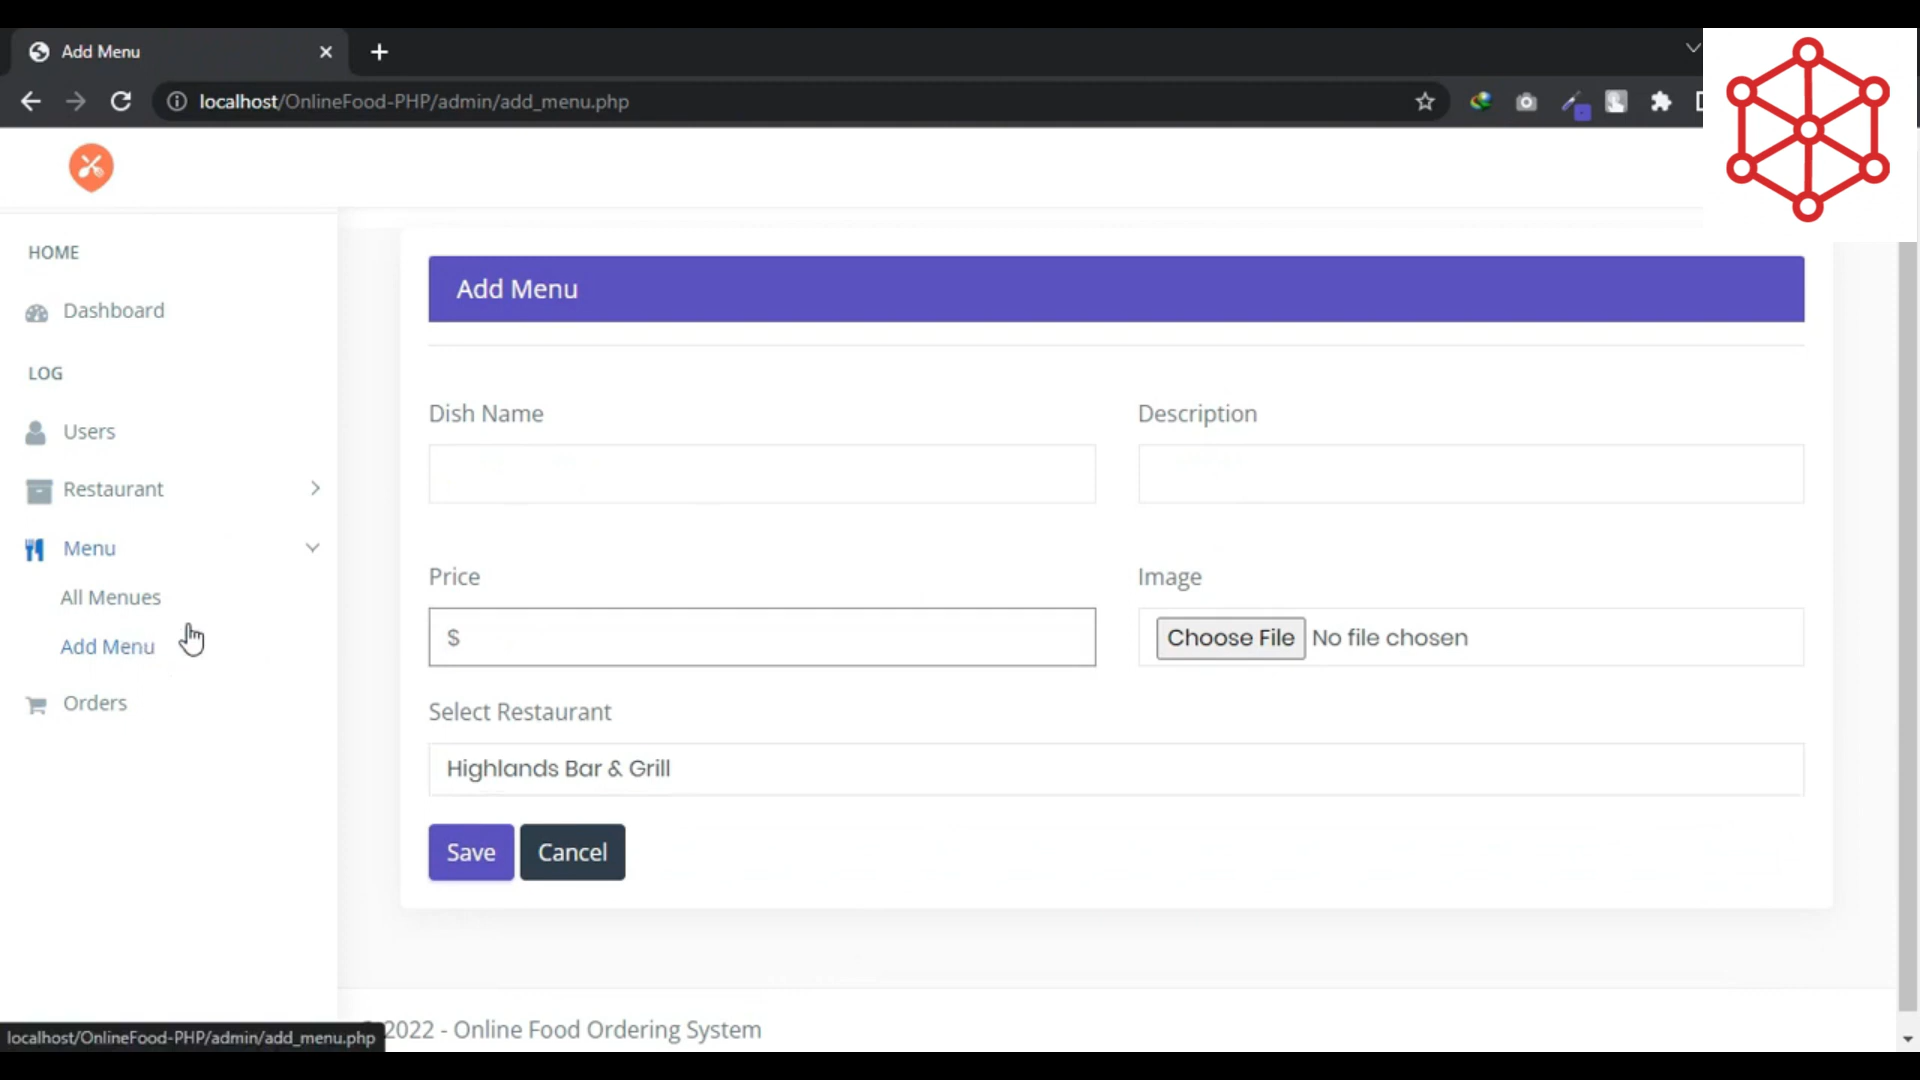 Add Menu
localhost/OnlineFood-PHP/admin/add_menu.php
HOME
Dashboard
LOG
Users
Restaurant
Menu
All Menues
Add Menu
Orders
Add Menu
Dish Name
Description
Price
Image
$
Choose File No file chosen
Select Restaurant
Highlands Bar & Grill
Save
Cancel
2022 - Online Food Ordering System
localhost/OnlineFood-PHP/admin/add_menu.php